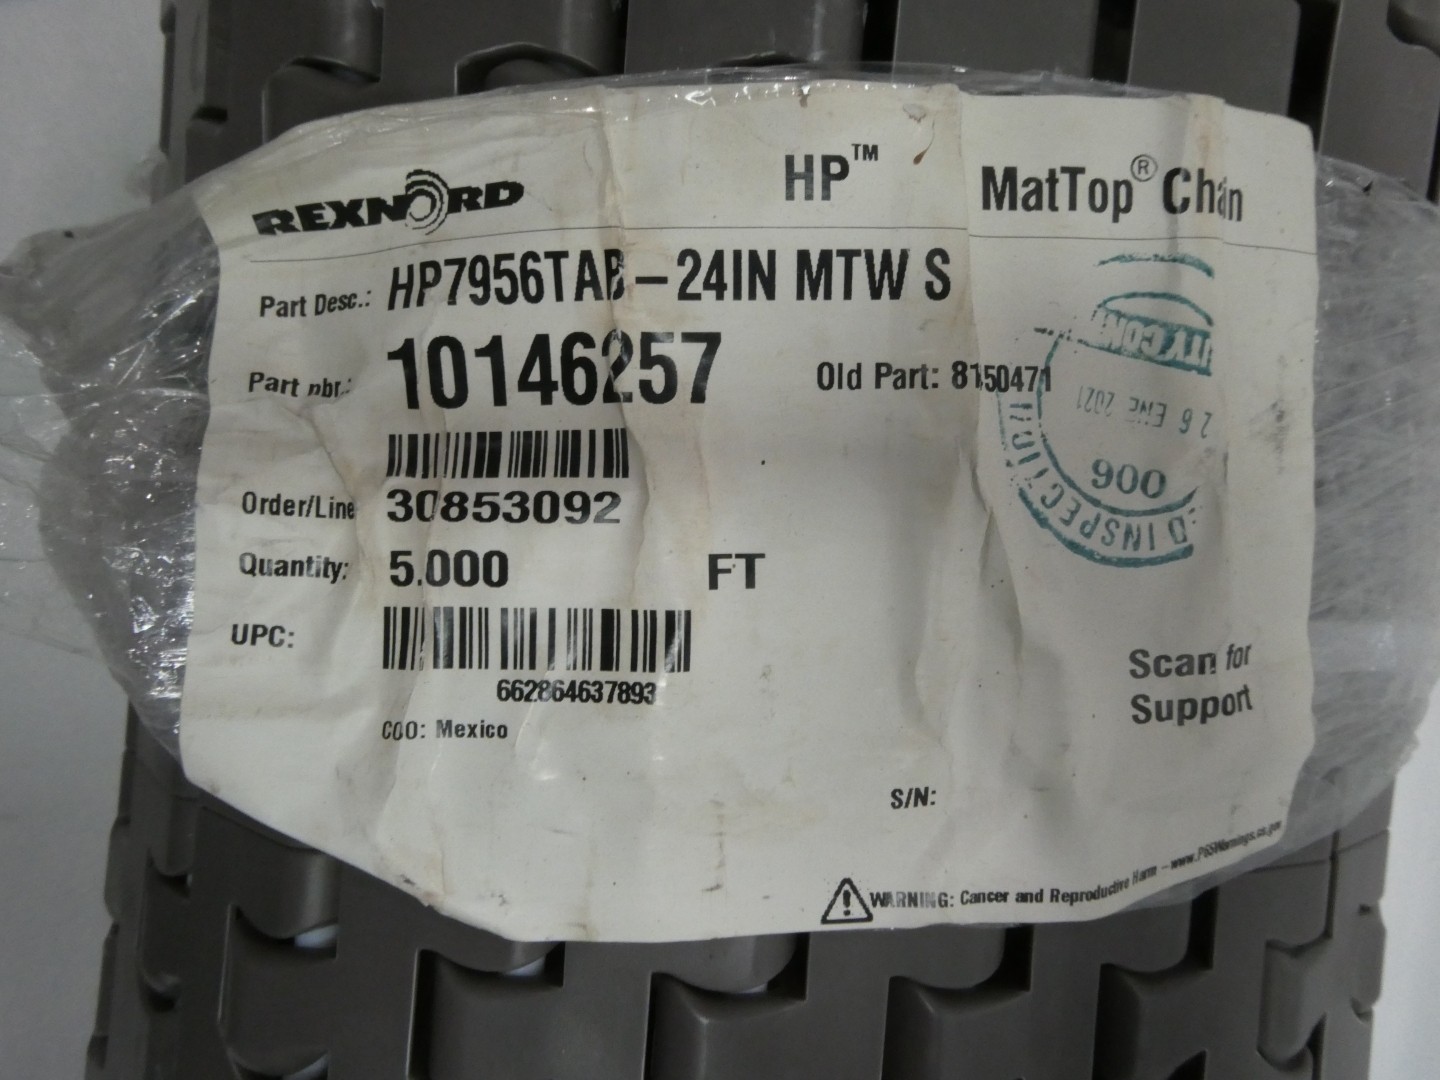 REXNORD HP™ MatTop® Chain
Part Desc.: HP7956TAB-24IN MTW S
Part nbr.: 10146257 Old Part: 8150471
Order/Line 30853092
Quantity: 5.000 FT
UPC:
662864637893
COO: Mexico
26 ENE 2021
900
D INSPECTION
Scan for
Support
S/N:
WARNING: Cancer and Reproductive Harm - www.P65Warnings.ca.gov